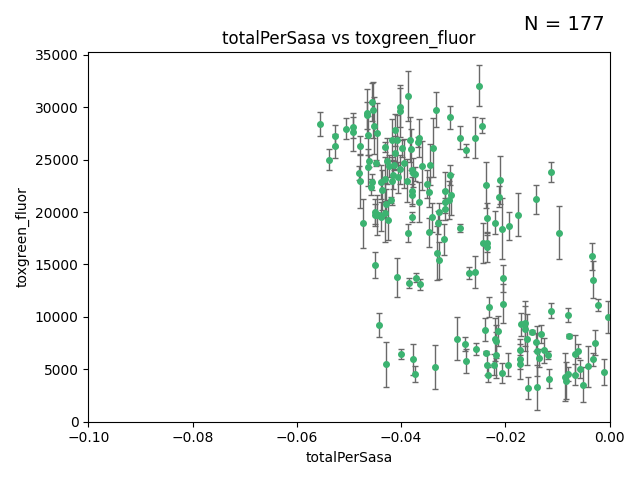 N = 177
totalPerSasa vs toxgreen_fluor
35000
30000
25000
20000
15000
10000
5000
0
toxgreen_fluor
−0.10 −0.08 −0.06 −0.04 −0.02 0.00
totalPerSasa